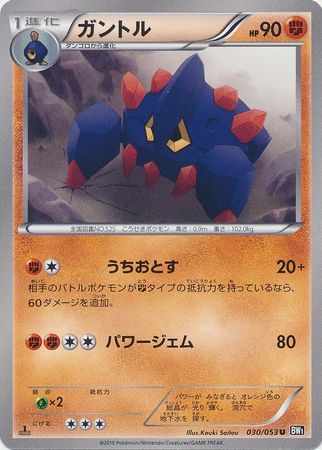 1進化 ガントル HP90
ダンゴロから進化
全国図鑑NO.525 こうせきポケモン 高さ:0.9m 重さ:102.0kg
うちおとす 20+
相手のバトルポケモンが タイプの抵抗力を持っているなら、
60ダメージを追加。
パワージェム 80
弱点 抵抗力
×2
にげる
パワーが みなぎると オレンジ色の
結晶が 光り 輝く。洞穴で
地下水を 探す。
Illus.Kouki Saitou 030/053 U BW1
©2010 Pokémon/Nintendo/Creatures/GAME FREAK.